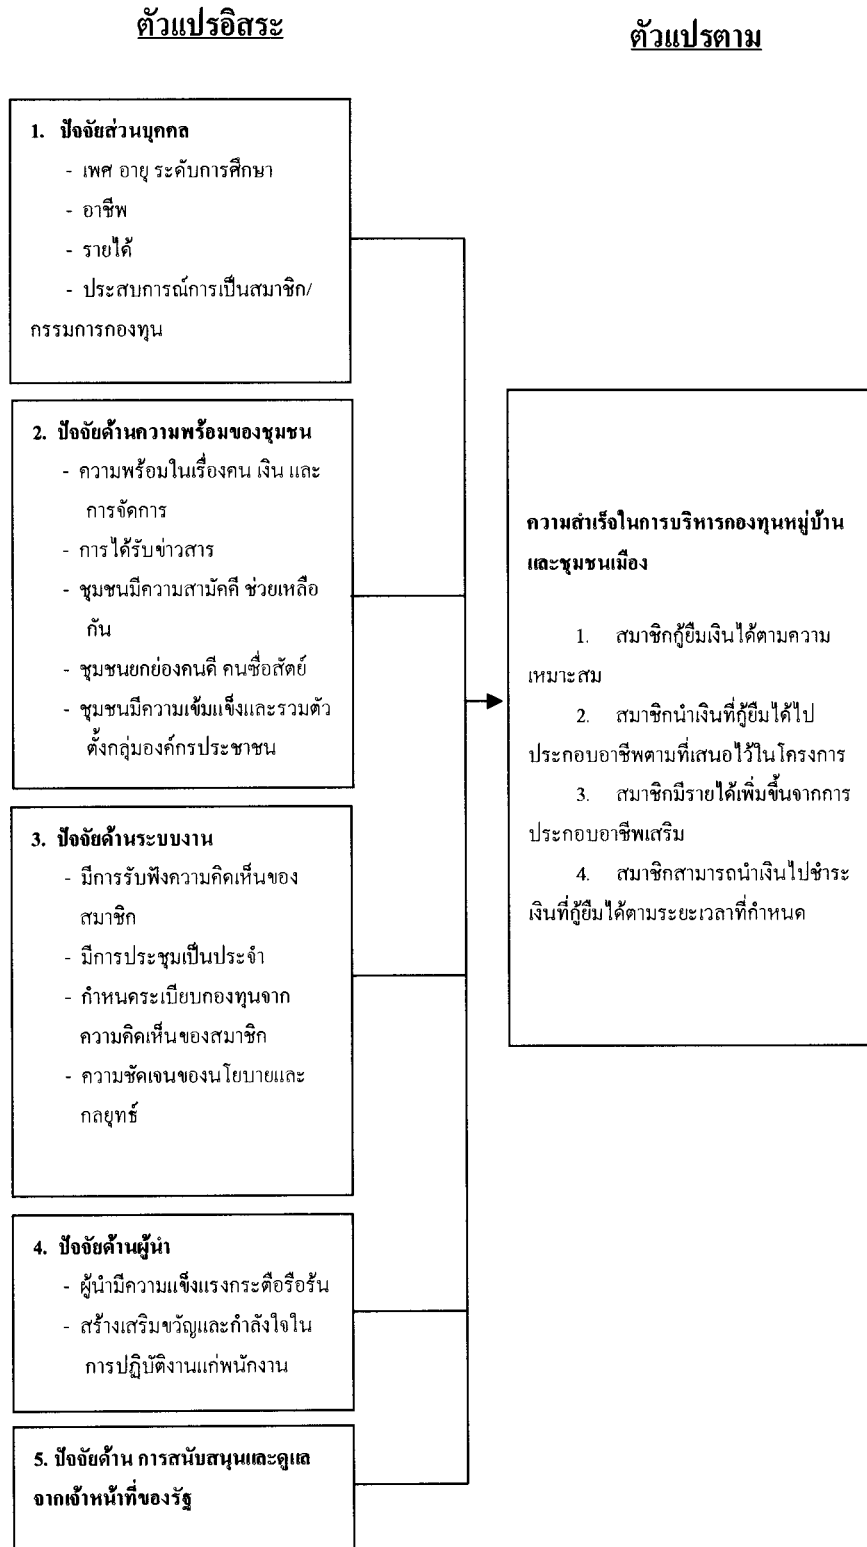 ตัวแปรอิสระ
ตัวแปรตาม
1. ปัจจัยส่วนบุคคล
- เพศ อายุ ระดับการศึกษา
- อาชีพ
- รายได้
- ประสบการณ์การเป็นสมาชิก/
กรรมการกองทุน
2. ปัจจัยด้านความพร้อมของชุมชน
- ความพร้อมในเรื่องคน เงิน และ
การจัดการ
- การได้รับข่าวสาร
- ชุมชนมีความสามัคคี ช่วยเหลือ
กัน
- ชุมชนยกย่องคนดี คนซื่อสัตย์
- ชุมชนมีความเข้มแข็งและรวมตัว
ตั้งกลุ่มองค์กรประชาชน
3. ปัจจัยด้านระบบงาน
- มีการรับฟังความคิดเห็นของ
สมาชิก
- มีการประชุมเป็นประจำ
- กำหนดระเบียบกองทุนจาก
ความคิดเห็นของสมาชิก
- ความชัดเจนของนโยบายและ
กลยุทธ์
4. ปัจจัยด้านผู้นำ
- ผู้นำมีความแข็งแรงกระตือรือร้น
- สร้างเสริมขวัญและกำลังใจใน
การปฏิบัติงานแก่พนักงาน
5. ปัจจัยด้าน การสนับสนุนและดูแล
จากเจ้าหน้าที่ของรัฐ
ความสำเร็จในการบริหารกองทุนหมู่บ้าน
และชุมชนเมือง
1. สมาชิกกู้ยืมเงินได้ตามความ
เหมาะสม
2. สมาชิกนำเงินที่กู้ยืมได้ไป
ประกอบอาชีพตามที่เสนอไว้ในโครงการ
3. สมาชิกมีรายได้เพิ่มขึ้นจากการ
ประกอบอาชีพเสริม
4. สมาชิกสามารถนำเงินไปชำระ
เงินที่กู้ยืมได้ตามระยะเวลาที่กำหนด